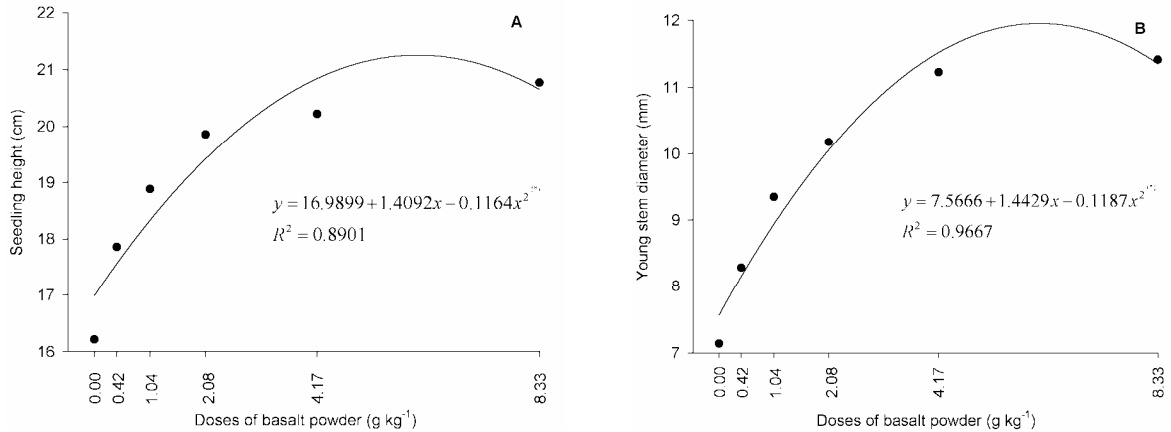 A
22
21
20
19
18
17
16
Seedling height (cm)
y = 16.9899 + 1.4092x − 0.1164x²
R² = 0.8901
0.00
0.42
1.04
2.08
4.17
8.33
Doses of basalt powder (g kg⁻¹)
B
12
11
10
9
8
7
Young stem diameter (mm)
y = 7.5666 + 1.4429x − 0.1187x²
R² = 0.9667
0.00
0.42
1.04
2.08
4.17
8.33
Doses of basalt powder (g kg⁻¹)